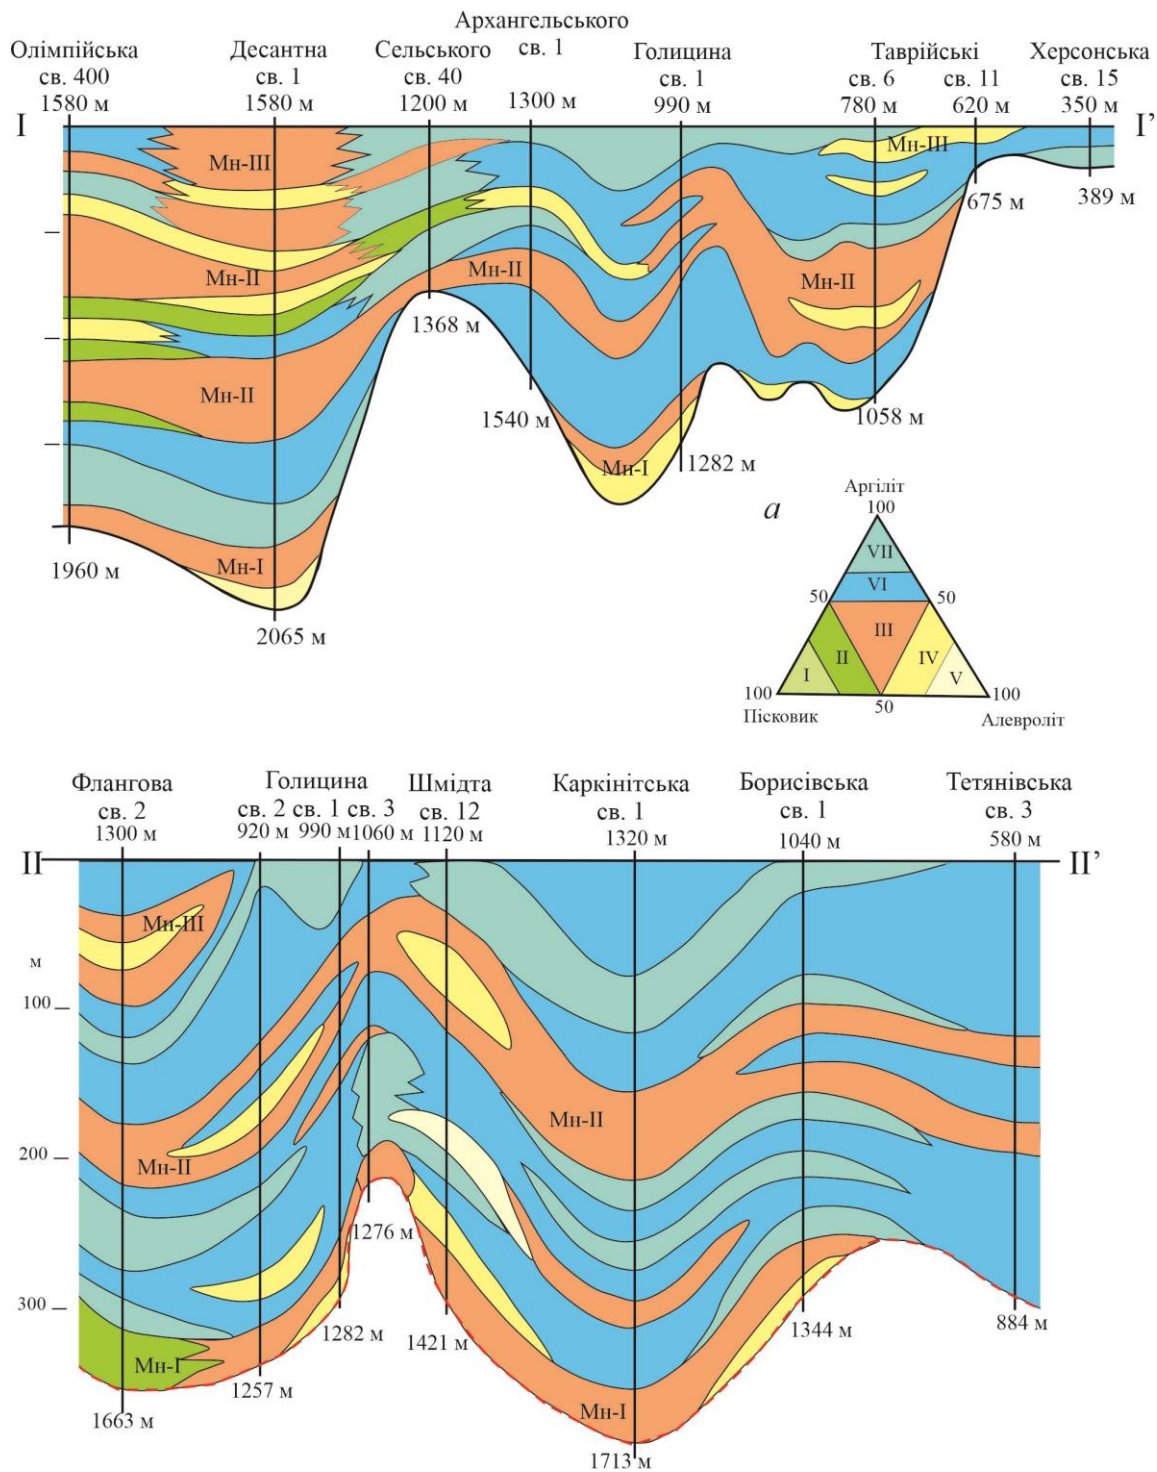 Архангельського
св. 1
1300 м
Олімпійська
св. 400
1580 м
Десантна
св. 1
1580 м
Сельського
св. 40
1200 м
Голицина
св. 1
990 м
Таврійські
св. 6
780 м
св. 11
620 м
Херсонська
св. 15
350 м
I
I’
Мн-III
Мн-III
Мн-II
Мн-II
Мн-II
Мн-II
Мн-I
Мн-I
675 м
389 м
1368 м
1540 м
1058 м
1282 м
1960 м
2065 м
а
Аргіліт
100
VII
VI
50
50
III
II
IV
I
V
100
50
100
Пісковик
Алевроліт
Флангова
св. 2
1300 м
Голицина
св. 2
920 м
св. 1
990 м
св. 3
1060 м
Шмідта
св. 12
1120 м
Каркінітська
св. 1
1320 м
Борисівська
св. 1
1040 м
Тетянівська
св. 3
580 м
II
II’
Мн-III
м
100
200
300
Мн-II
Мн-II
Мн-I
Мн-I
1276 м
1282 м
1421 м
1344 м
884 м
1257 м
1663 м
1713 м